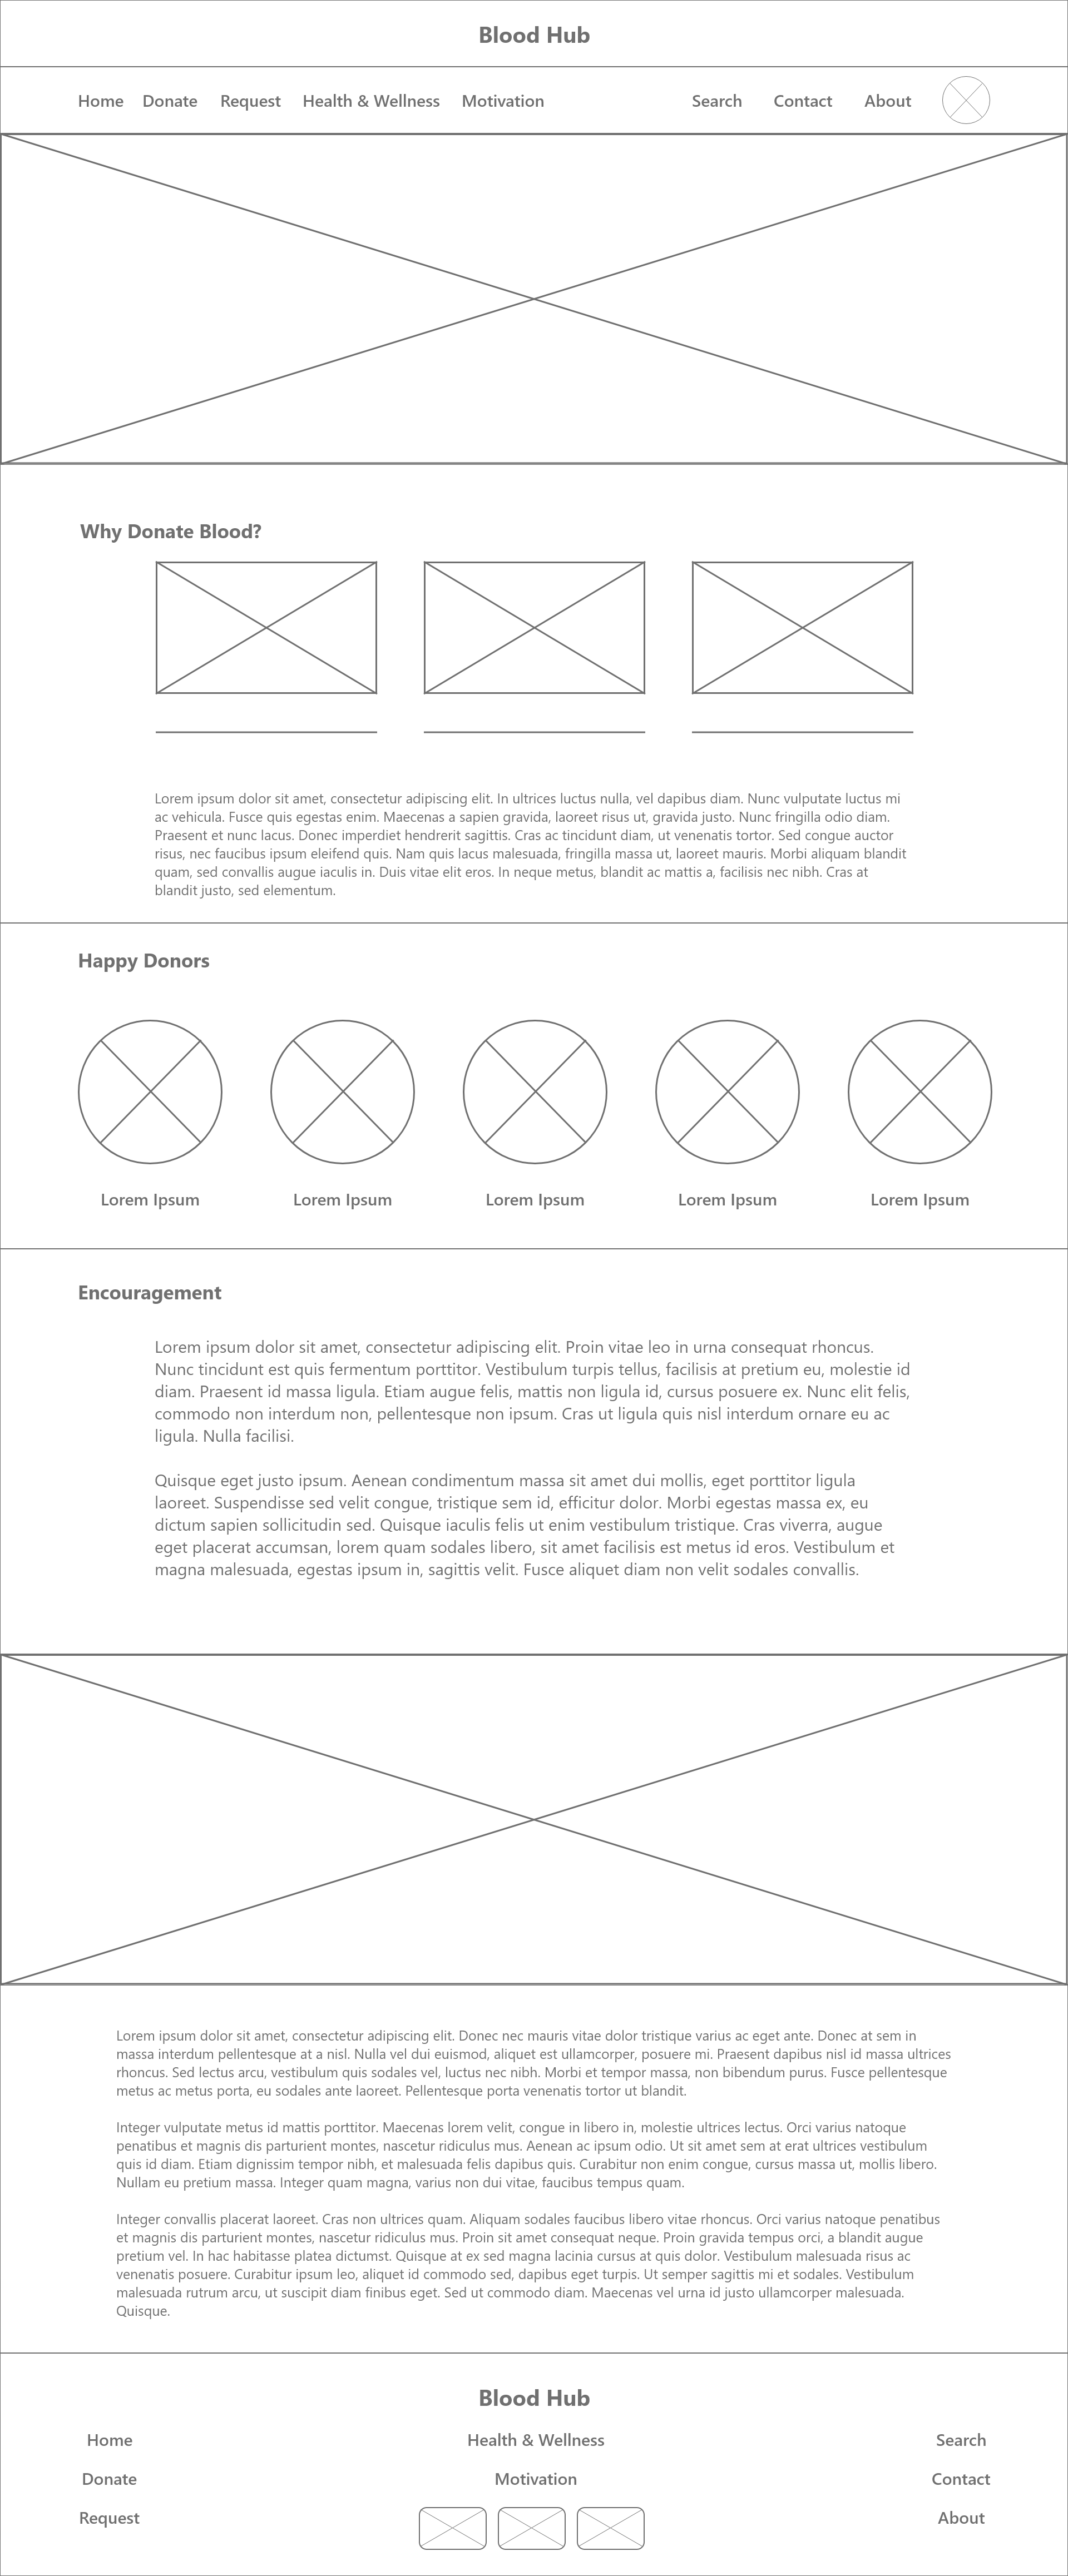 Blood Hub
Home Donate Request Health & Wellness Motivation Search Contact About
Why Donate Blood?
Lorem ipsum dolor sit amet, consectetur adipiscing elit. In ultrices luctus nulla, vel dapibus diam. Nunc vulputate luctus mi
ac vehicula. Fusce quis egestas enim. Maecenas a sapien gravida, laoreet risus ut, gravida justo. Nunc fringilla odio diam.
Praesent et nunc lacus. Donec imperdiet hendrerit sagittis. Cras ac tincidunt diam, ut venenatis tortor. Sed congue auctor
risus, nec faucibus ipsum eleifend quis. Nam quis lacus malesuada, fringilla massa ut, laoreet mauris. Morbi aliquam blandit
quam, sed convallis augue iaculis in. Duis vitae elit eros. In neque metus, blandit ac mattis a, facilisis nec nibh. Cras at
blandit justo, sed elementum.
Happy Donors
Lorem Ipsum Lorem Ipsum Lorem Ipsum Lorem Ipsum Lorem Ipsum
Encouragement
Lorem ipsum dolor sit amet, consectetur adipiscing elit. Proin vitae leo in urna consequat rhoncus.
Nunc tincidunt est quis fermentum porttitor. Vestibulum turpis tellus, facilisis at pretium eu, molestie id
diam. Praesent id massa ligula. Etiam augue felis, mattis non ligula id, cursus posuere ex. Nunc elit felis,
commodo non interdum non, pellentesque non ipsum. Cras ut ligula quis nisl interdum ornare eu ac
ligula. Nulla facilisi.
Quisque eget justo ipsum. Aenean condimentum massa sit amet dui mollis, eget porttitor ligula
laoreet. Suspendisse sed velit congue, tristique sem id, efficitur dolor. Morbi egestas massa ex, eu
dictum sapien sollicitudin sed. Quisque iaculis felis ut enim vestibulum tristique. Cras viverra, augue
eget placerat accumsan, lorem quam sodales libero, sit amet facilisis est metus id eros. Vestibulum et
magna malesuada, egestas ipsum in, sagittis velit. Fusce aliquet diam non velit sodales convallis.
Lorem ipsum dolor sit amet, consectetur adipiscing elit. Donec nec mauris vitae dolor tristique varius ac eget ante. Donec at sem in
massa interdum pellentesque at a nisl. Nulla vel dui euismod, aliquet est ullamcorper, posuere mi. Praesent dapibus nisl id massa ultrices
rhoncus. Sed lectus arcu, vestibulum quis sodales vel, luctus nec nibh. Morbi et tempor massa, non bibendum purus. Fusce pellentesque
metus ac metus porta, eu sodales ante laoreet. Pellentesque porta venenatis tortor ut blandit.
Integer vulputate metus id mattis porttitor. Maecenas lorem velit, congue in libero in, molestie ultrices lectus. Orci varius natoque
penatibus et magnis dis parturient montes, nascetur ridiculus mus. Aenean ac ipsum odio. Ut sit amet sem at erat ultrices vestibulum
quis id diam. Etiam dignissim tempor nibh, et malesuada felis dapibus quis. Curabitur non enim congue, cursus massa ut, mollis libero.
Nullam eu pretium massa. Integer quam magna, varius non dui vitae, faucibus tempus quam.
Integer convallis placerat laoreet. Cras non ultrices quam. Aliquam sodales faucibus libero vitae rhoncus. Orci varius natoque penatibus
et magnis dis parturient montes, nascetur ridiculus mus. Proin sit amet consequat neque. Proin gravida tempus orci, a blandit augue
pretium vel. In hac habitasse platea dictumst. Quisque at ex sed magna lacinia cursus at quis dolor. Vestibulum malesuada risus ac
venenatis posuere. Curabitur ipsum leo, aliquet id commodo sed, dapibus eget turpis. Ut semper sagittis mi et sodales. Vestibulum
malesuada rutrum arcu, ut suscipit diam finibus eget. Sed ut commodo diam. Maecenas vel urna id justo ullamcorper malesuada.
Quisque.
Blood Hub
Home Health & Wellness Search
Donate Motivation Contact
Request About